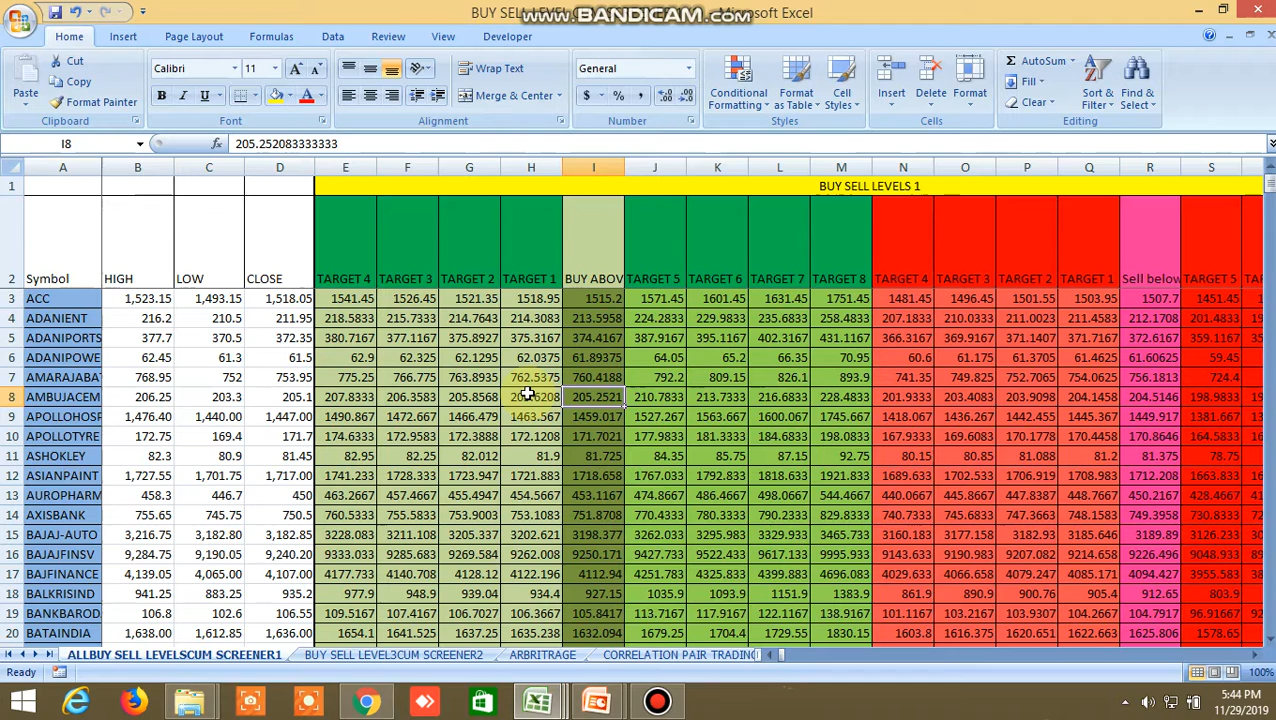 BUY SELL LEVEL
www.BANDICAM.com
Microsoft Excel
Home Insert Page Layout Formulas Data Review View Developer
Cut
Copy
Format Painter
Paste
Clipboard
Calibri 11
Font
Wrap Text
Merge & Center
Alignment
General
Number
Conditional Formatting
Format as Table
Cell Styles
Styles
Insert Delete Format
Cells
AutoSum
Fill
Clear
Sort & Filter
Find & Select
Editing
I8 fx 205.252083333333
A B C D E F G H I J K L M N O P Q R S
1 BUY SELL LEVELS 1
2 Symbol HIGH LOW CLOSE TARGET 4 TARGET 3 TARGET 2 TARGET 1 BUY ABOV TARGET 5 TARGET 6 TARGET 7 TARGET 8 TARGET 4 TARGET 3 TARGET 2 TARGET 1 Sell below TARGET 5
3 ACC 1,523.15 1,493.15 1,518.05 1541.45 1526.45 1521.35 1518.95 1515.2 1571.45 1601.45 1631.45 1751.45 1481.45 1496.45 1501.55 1503.95 1507.7 1451.45
4 ADANIENT 216.2 210.5 211.95 218.5833 215.7333 214.7643 214.3083 213.5958 224.2833 229.9833 235.6833 258.4833 207.1833 210.0333 211.0023 211.4583 212.1708 201.4833
5 ADANIPORTS 377.7 370.5 372.35 380.7167 377.1167 375.8927 375.3167 374.4167 387.9167 395.1167 402.3167 431.1167 366.3167 369.9167 371.1407 371.7167 372.6167 359.1167
6 ADANIPOWE 62.45 61.3 61.5 62.9 62.325 62.1295 62.0375 61.89375 64.05 65.2 66.35 70.95 60.6 61.175 61.3705 61.4625 61.60625 59.45
7 AMARAJABA 768.95 752 753.95 775.25 766.775 763.8935 762.5375 760.4188 792.2 809.15 826.1 893.9 741.35 749.825 752.7065 754.0625 756.1813 724.4
8 AMBUJACEM 206.25 203.3 205.1 207.8333 206.3583 205.8568 205.2521 210.7833 213.7333 216.6833 228.4833 201.9333 203.4083 203.9098 204.1458 204.5146 198.9833
9 APOLLOHOSP 1,476.40 1,440.00 1,447.00 1490.867 1472.667 1466.479 1463.567 1459.017 1527.267 1563.667 1600.067 1745.667 1418.067 1436.267 1442.455 1445.367 1449.917 1381.667
10 APOLLOTYRE 172.75 169.4 171.7 174.6333 172.9583 172.3888 172.1208 171.7021 177.9833 181.3333 184.6833 198.0833 167.9333 169.6083 170.1778 170.4458 170.8646 164.5833
11 ASHOKLEY 82.3 80.9 81.45 82.95 82.25 82.012 81.9 81.725 84.35 85.75 87.15 92.75 80.15 80.85 81.088 81.2 81.375 78.75
12 ASIANPAINT 1,727.55 1,701.75 1,717.00 1741.233 1728.333 1723.947 1721.883 1718.658 1767.033 1792.833 1818.633 1921.833 1689.633 1702.533 1706.919 1708.983 1712.208 1663.833
13 AUROPHARM 458.3 446.7 450 463.2667 457.4667 455.4947 454.5667 453.1167 474.8667 486.4667 498.0667 544.4667 440.0667 445.8667 447.8387 448.7667 450.2167 428.4667
14 AXISBANK 755.65 745.75 750.5 760.5333 755.5833 753.9003 753.1083 751.8708 770.4333 780.3333 790.2333 829.8333 740.7333 745.6833 747.3663 748.1583 749.3958 730.8333
15 BAJAJ-AUTO 3,216.75 3,182.80 3,182.85 3228.083 3211.108 3205.337 3202.621 3198.377 3262.033 3295.983 3329.933 3465.733 3160.183 3177.158 3182.93 3185.646 3189.89 3126.233
16 BAJAJFINSV 9,284.75 9,190.05 9,240.20 9333.033 9285.683 9269.584 9262.008 9250.171 9427.733 9522.433 9617.133 9995.933 9143.633 9190.983 9207.082 9214.658 9226.496 9048.933
17 BAJFINANCE 4,139.05 4,065.00 4,107.00 4177.733 4140.708 4128.12 4122.196 4112.94 4251.783 4325.833 4399.883 4696.083 4029.633 4066.658 4079.247 4085.171 4094.427 3955.583
18 BALKRISIND 941.25 883.25 935.2 977.9 948.9 939.04 934.4 927.15 1035.9 1093.9 1151.9 1383.9 861.9 890.9 900.76 905.4 912.65 803.9
19 BANKBAROD 106.8 102.6 106.55 109.5167 107.4167 106.7027 106.3667 105.8417 113.7167 117.9167 122.1167 138.9167 101.1167 103.2167 103.9307 104.2667 104.7917 96.91667
20 BATAINDIA 1,638.00 1,612.85 1,636.00 1654.1 1641.525 1637.25 1635.238 1632.094 1679.25 1704.4 1729.55 1830.15 1603.8 1616.375 1620.651 1622.663 1625.806 1578.65
ALLBUY SELL LEVELSCUM SCREENER1 BUY SELL LEVEL3CUM SCREENER2 ARBITRAGE CORRELATION PAIR TRADING
Ready 100%
5:44 PM
11/29/2019